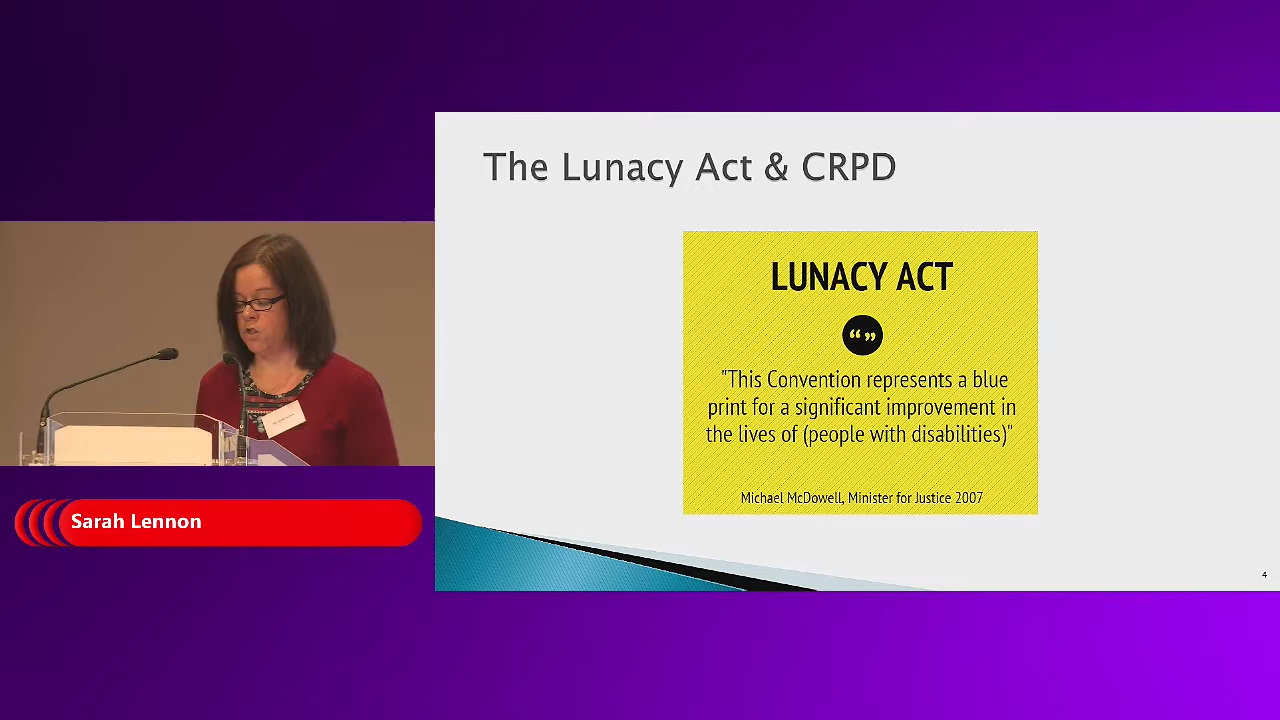 The Lunacy Act & CRPD
LUNACY ACT
“”
"This Convention represents a blue
print for a significant improvement in
the lives of (people with disabilities)"
Michael McDowell, Minister for Justice 2007
4
Sarah Lennon